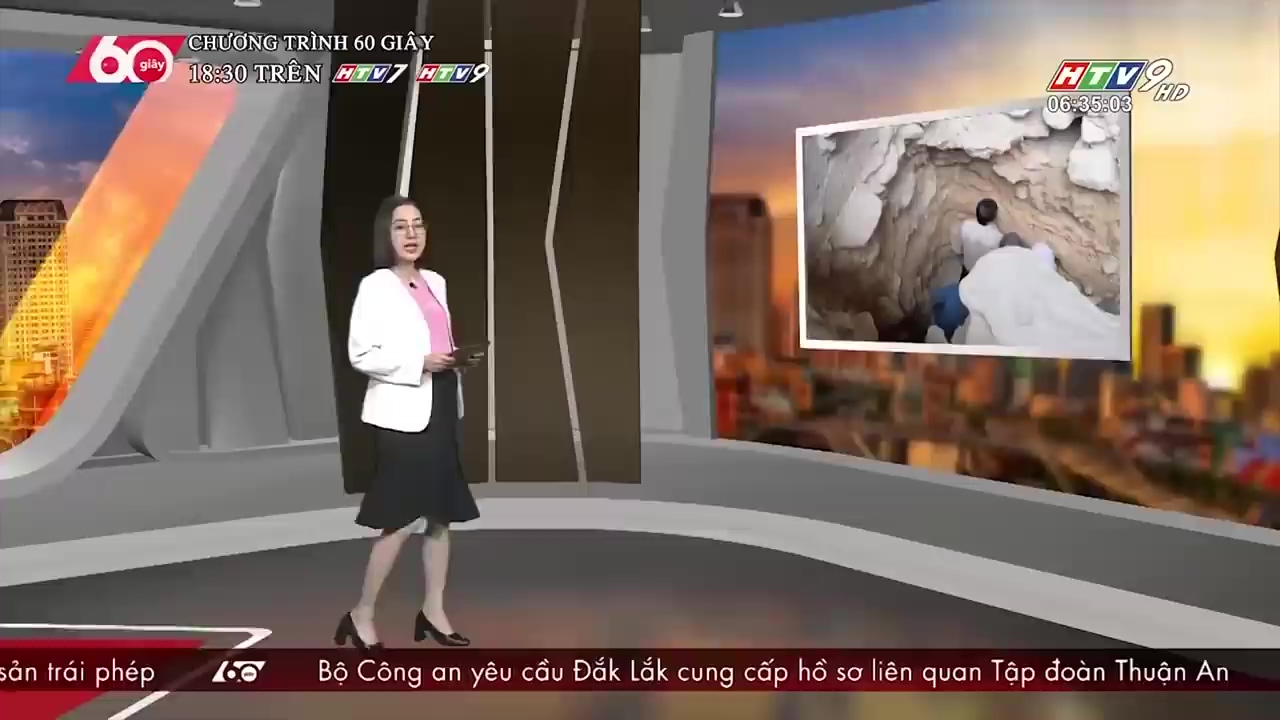 60 giây
CHƯƠNG TRÌNH 60 GIÂY
18:30 TRÊN HTV7 HTV9
HTV9 HD
06:35:03
sản trái phép
60 giây
Bộ Công an yêu cầu Đắk Lắk cung cấp hồ sơ liên quan Tập đoàn Thuận An